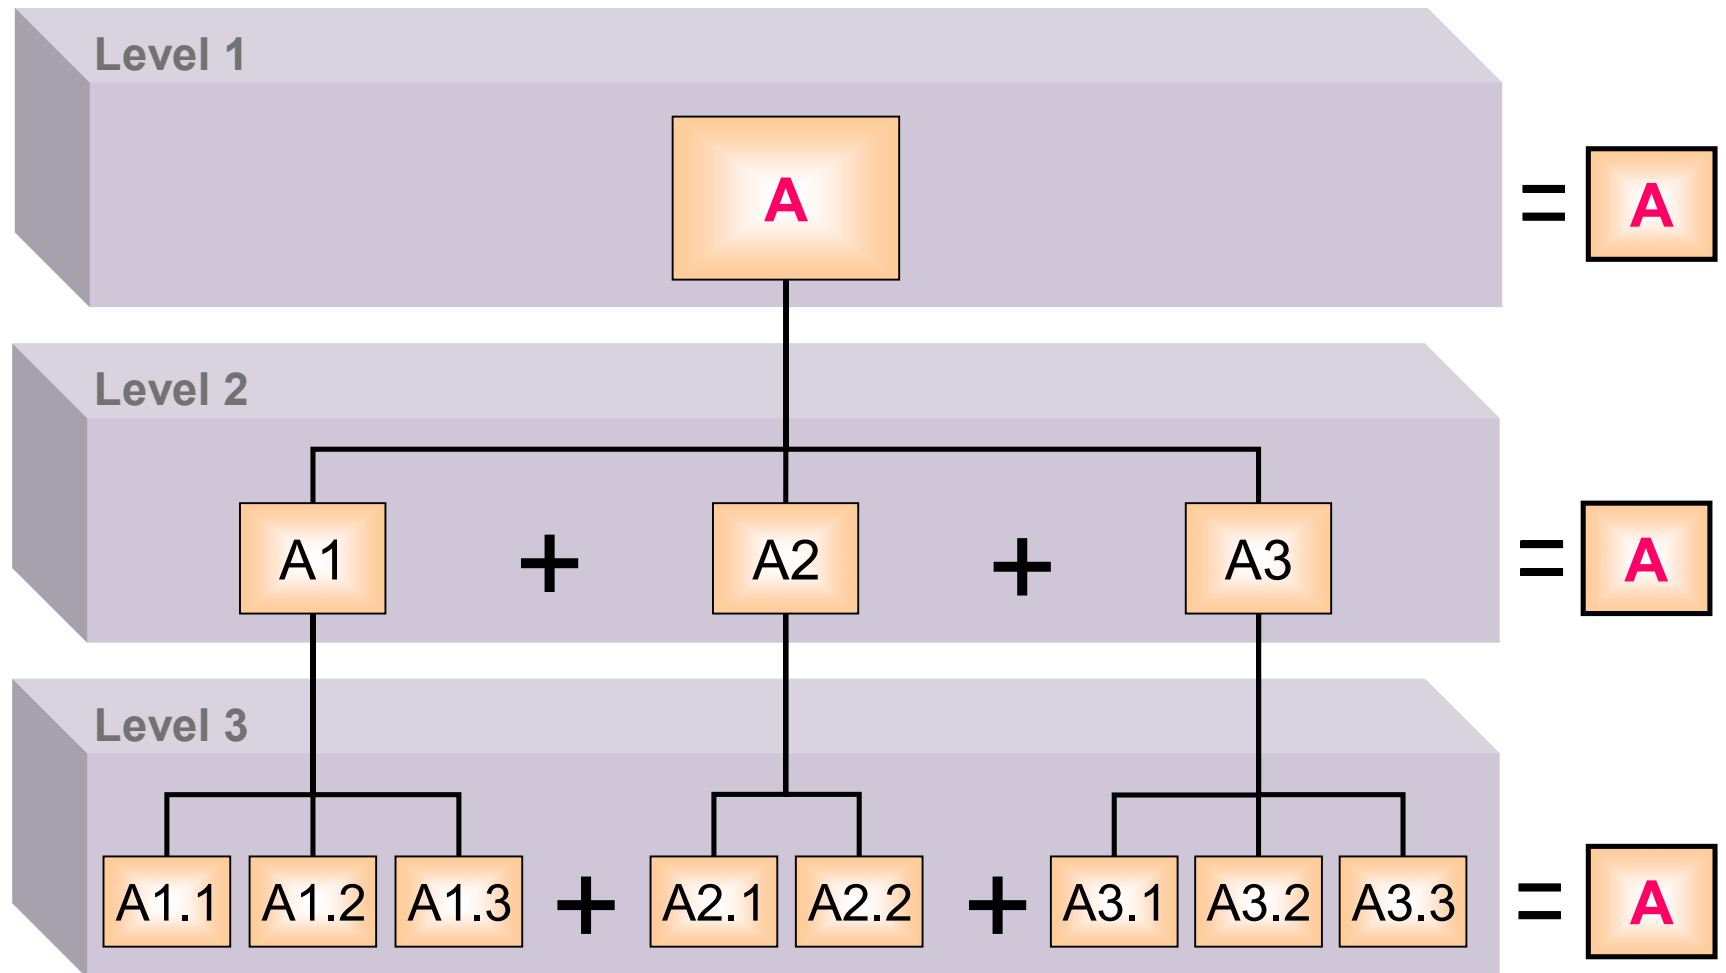 Level 1
A
= A
Level 2
A1 + A2 + A3
= A
Level 3
A1.1 A1.2 A1.3 + A2.1 A2.2 + A3.1 A3.2 A3.3
= A